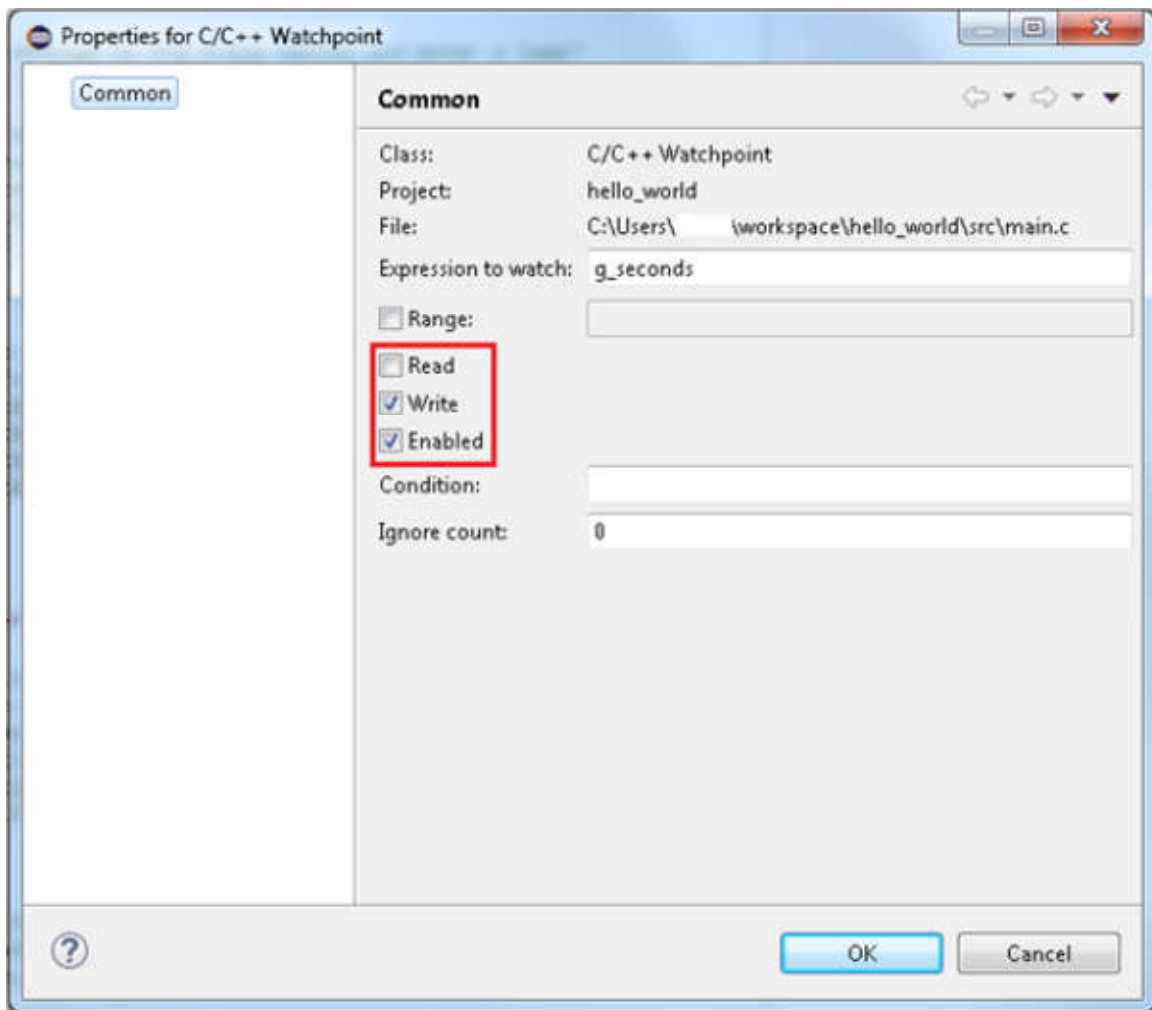 Properties for C/C++ Watchpoint
Common
Common
Class: C/C++ Watchpoint
Project: hello_world
File: C:\Users\ \workspace\hello_world\src\main.c
Expression to watch: g_seconds
Range:
Read
Write
Enabled
Condition:
Ignore count: 0
OK Cancel